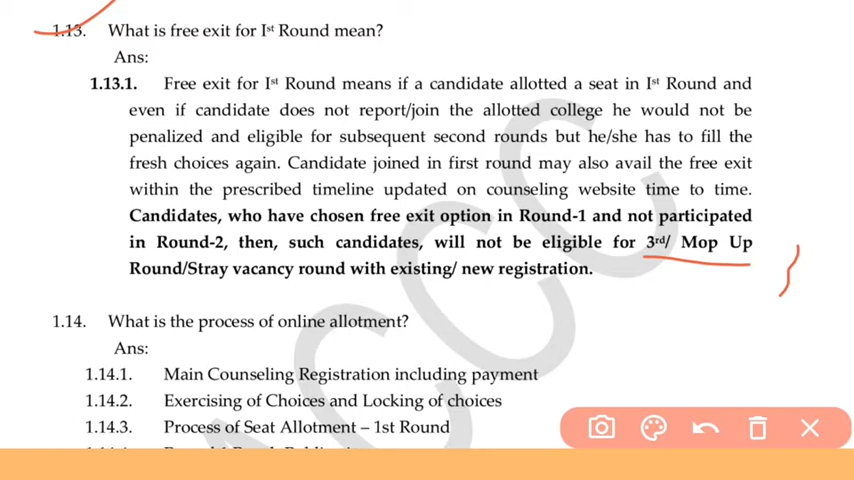 1.13. What is free exit for Ist Round mean?
Ans:
1.13.1. Free exit for Ist Round means if a candidate allotted a seat in Ist Round and
even if candidate does not report/join the allotted college he would not be
penalized and eligible for subsequent second rounds but he/she has to fill the
fresh choices again. Candidate joined in first round may also avail the free exit
within the prescribed timeline updated on counseling website time to time.
Candidates, who have chosen free exit option in Round-1 and not participated
in Round-2, then, such candidates, will not be eligible for 3rd/ Mop Up
Round/Stray vacancy round with existing/ new registration.
1.14. What is the process of online allotment?
Ans:
1.14.1. Main Counseling Registration including payment
1.14.2. Exercising of Choices and Locking of choices
1.14.3. Process of Seat Allotment – 1st Round